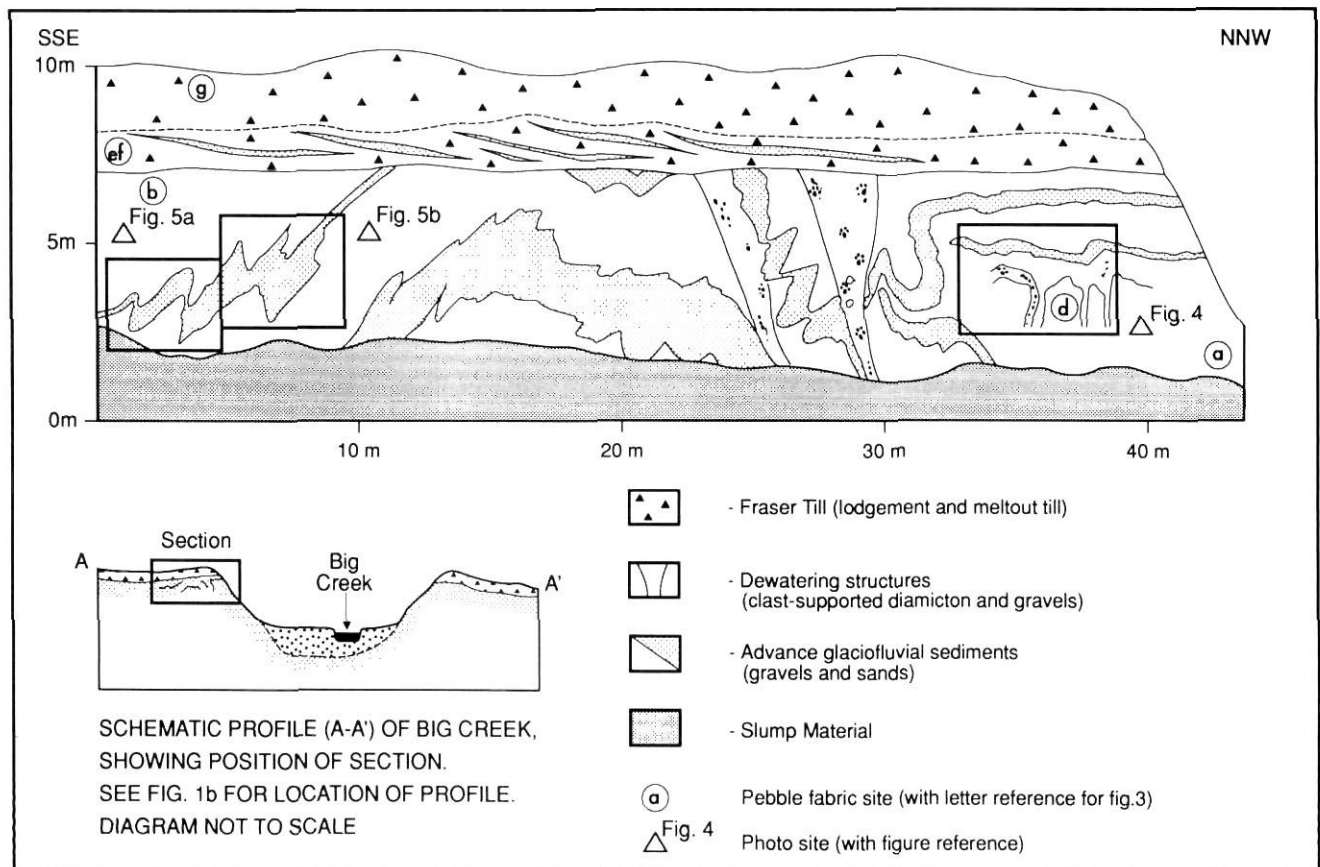 SSE
NNW
10m
g
ef
b
Fig. 5a
Fig. 5b
5m
d
Fig. 4
a
0m
10 m
20 m
30 m
40 m
Section
A
Big
Creek
A'
SCHEMATIC PROFILE (A-A') OF BIG CREEK,
SHOWING POSITION OF SECTION.
SEE FIG. 1b FOR LOCATION OF PROFILE.
DIAGRAM NOT TO SCALE
- Fraser Till (lodgement and meltout till)
- Dewatering structures
(clast-supported diamicton and gravels)
- Advance glaciofluvial sediments
(gravels and sands)
- Slump Material
a Pebble fabric site (with letter reference for fig.3)
Fig. 4 Photo site (with figure reference)